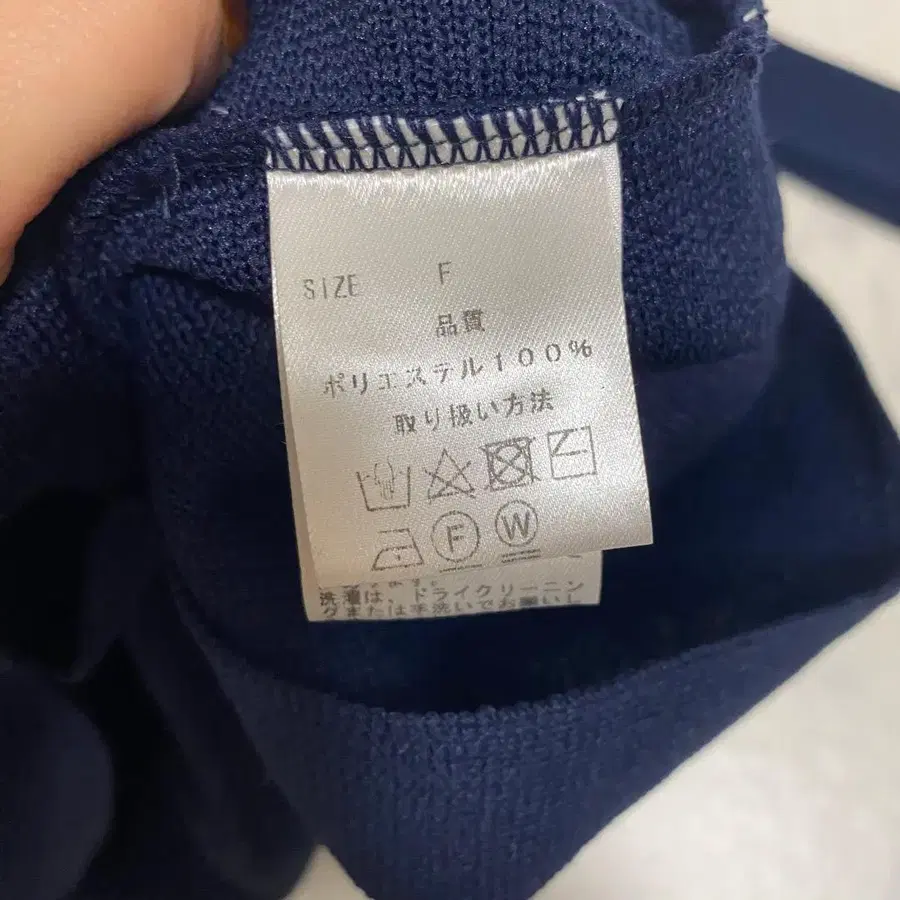 SIZE F
品質
ポリエステル100%
取り扱い方法
F W
洗濯は、ドライクリーニン
グまたは手洗いでお願いし